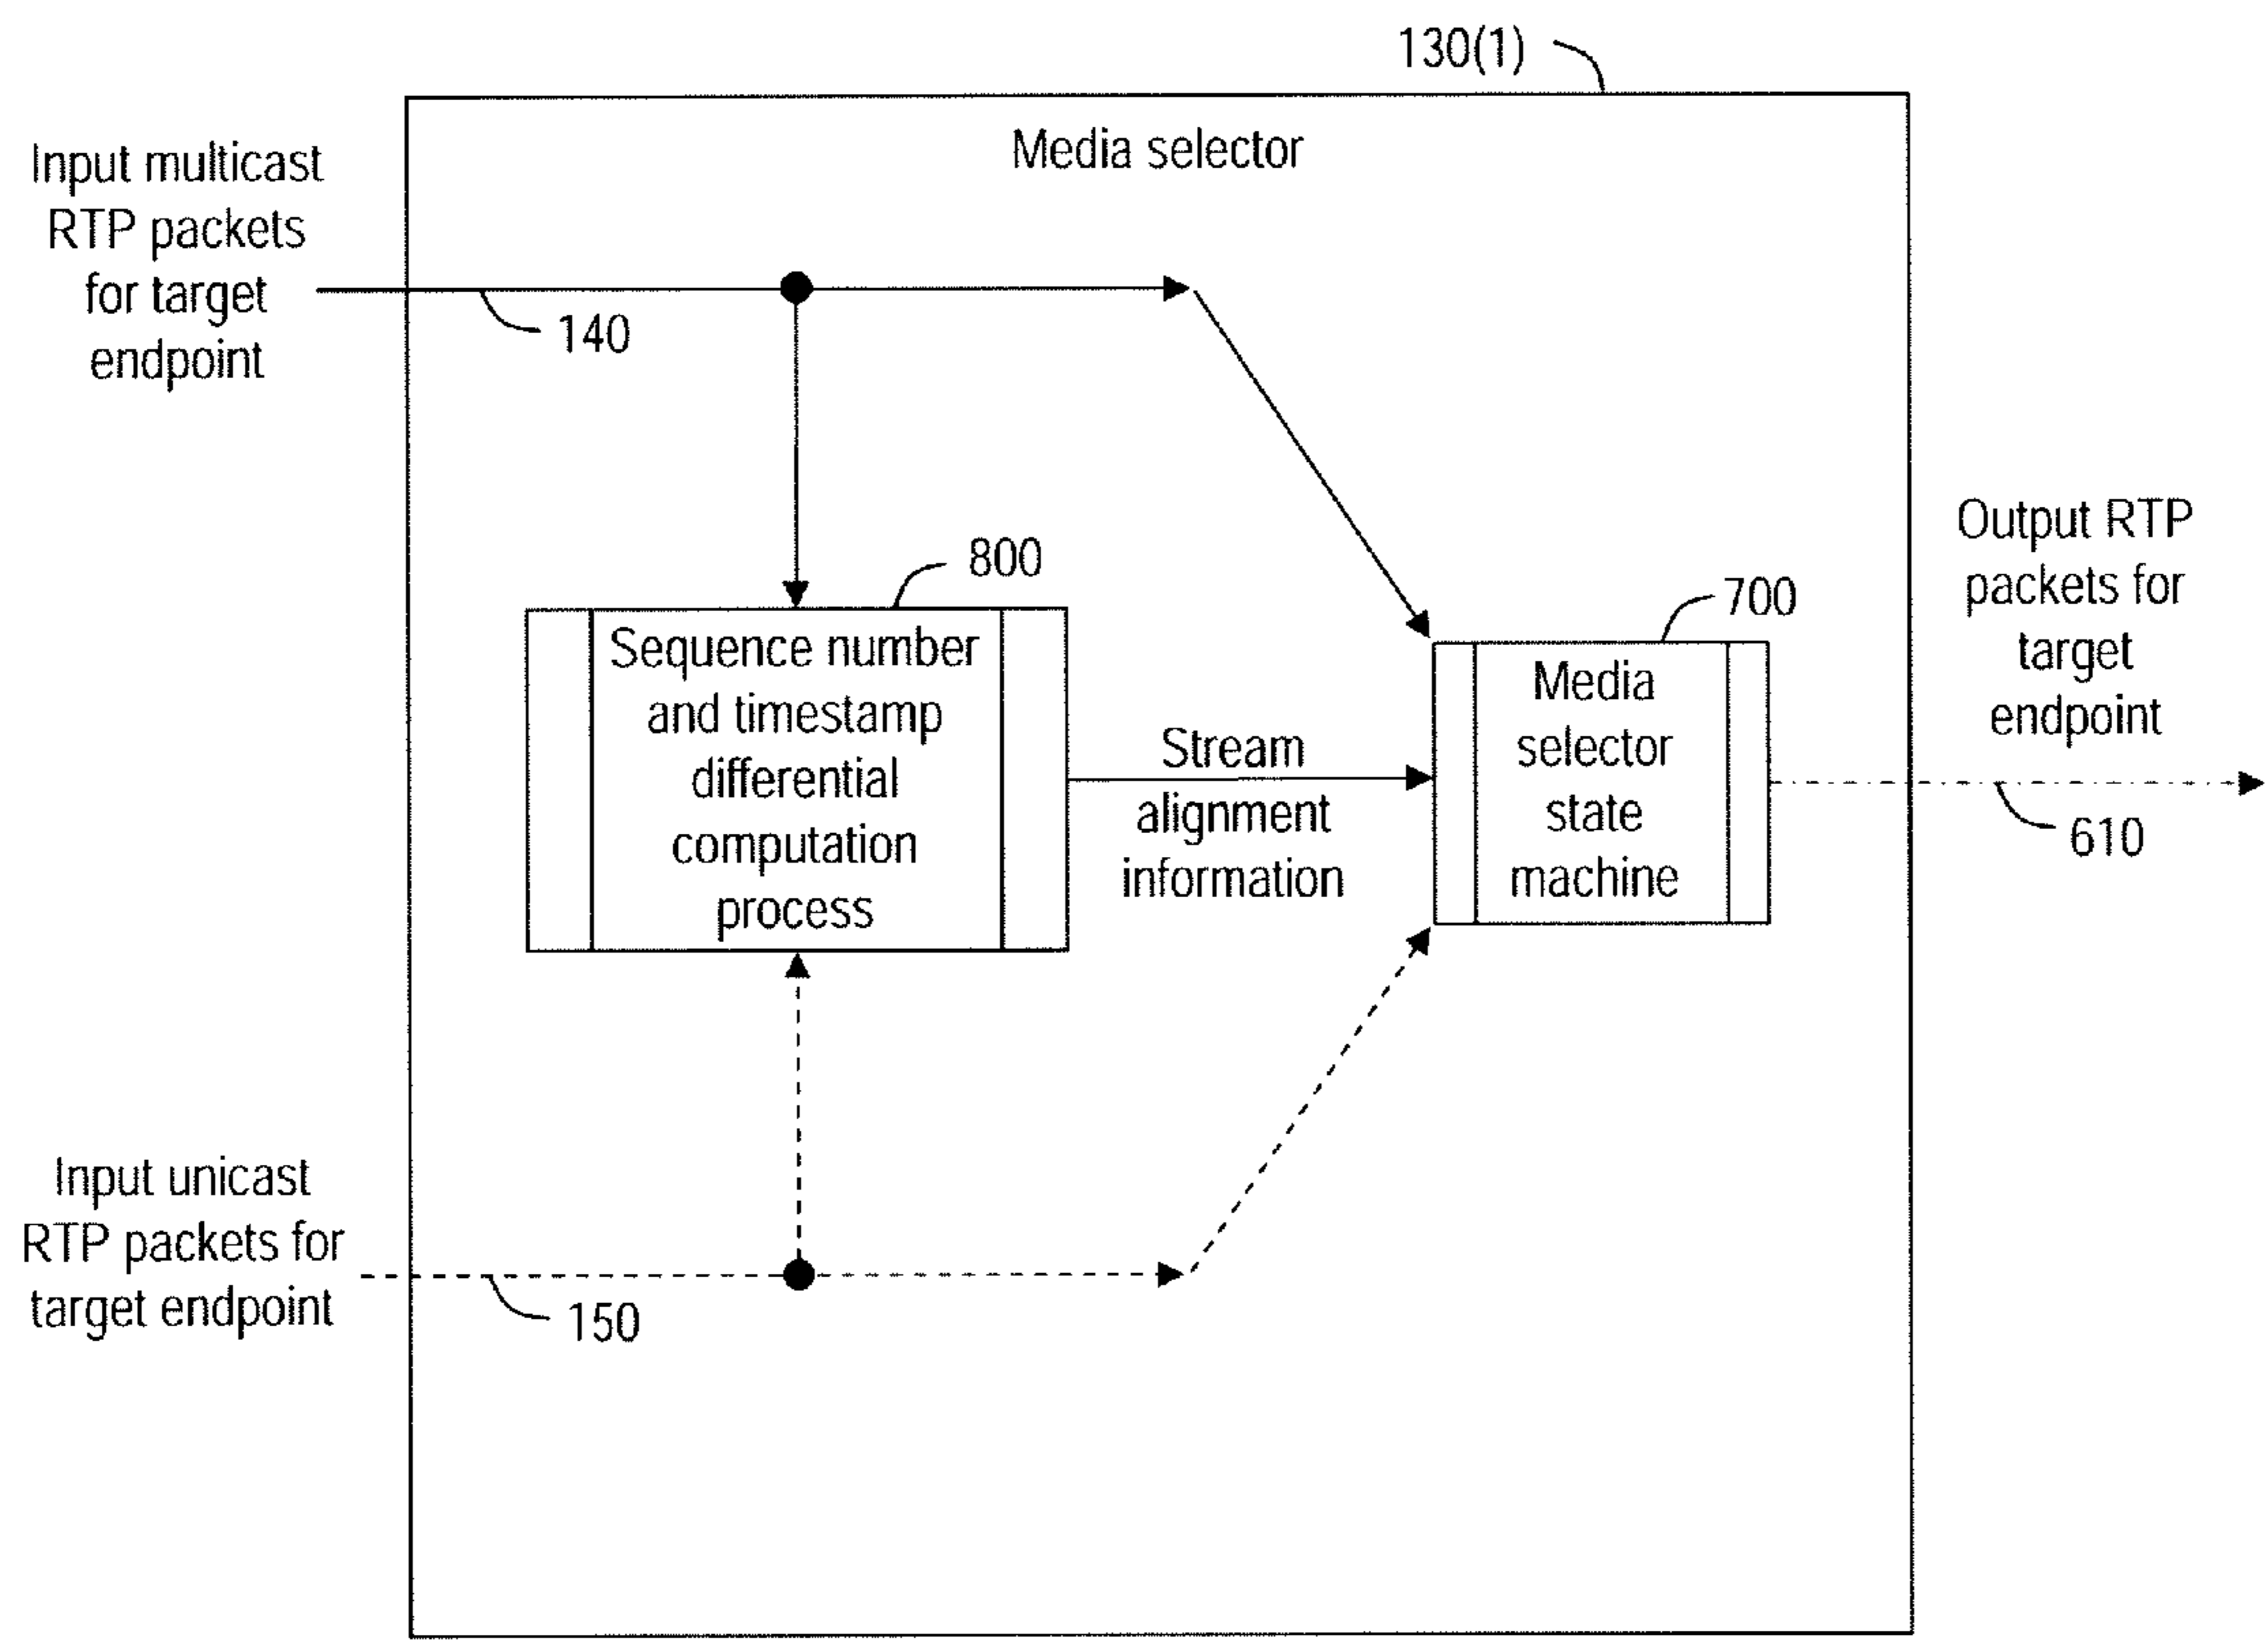 130(1)
Media selector
Input multicast
RTP packets
for target
endpoint
140
800
Sequence number
and timestamp
differential
computation
process
Stream
alignment
information
700
Media
selector
state
machine
Output RTP
packets for
target
endpoint
610
Input unicast
RTP packets for
target endpoint
150